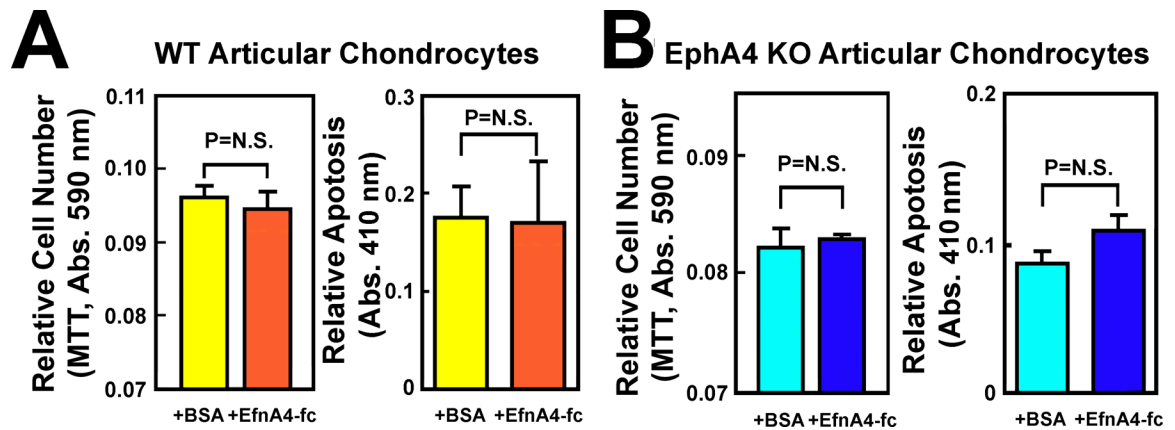 A
WT Articular Chondrocytes
Relative Cell Number
(MTT, Abs. 590 nm)
0.11
0.10
0.09
0.08
0.07
P=N.S.
+BSA +EfnA4-fc
Relative Apotosis
(Abs. 410 nm)
0.3
0.2
0.1
0
P=N.S.
+BSA +EfnA4-fc
B
EphA4 KO Articular Chondrocytes
Relative Cell Number
(MTT, Abs. 590 nm)
0.09
0.08
0.07
P=N.S.
+BSA +EfnA4-fc
Relative Apotosis
(Abs. 410 nm)
0.2
0.1
0
P=N.S.
+BSA +EfnA4-fc